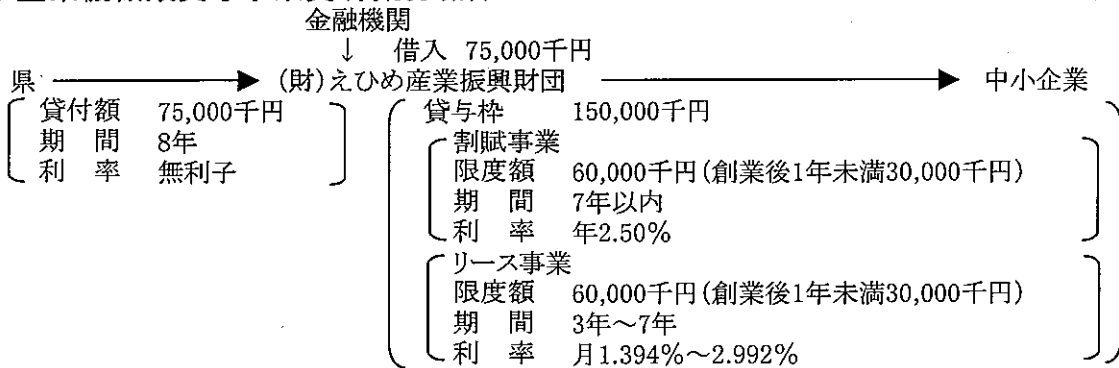 金融機関
↓ 借入 75,000千円
県 → (財)えひめ産業振興財団 → 中小企業
貸付額 75,000千円
期 間 8年
利 率 無利子
貸与枠 150,000千円
割賦事業
限度額 60,000千円(創業後1年未満30,000千円)
期 間 7年以内
利 率 年2.50%
リース事業
限度額 60,000千円(創業後1年未満30,000千円)
期 間 3年~7年
利 率 月1.394%~2.992%